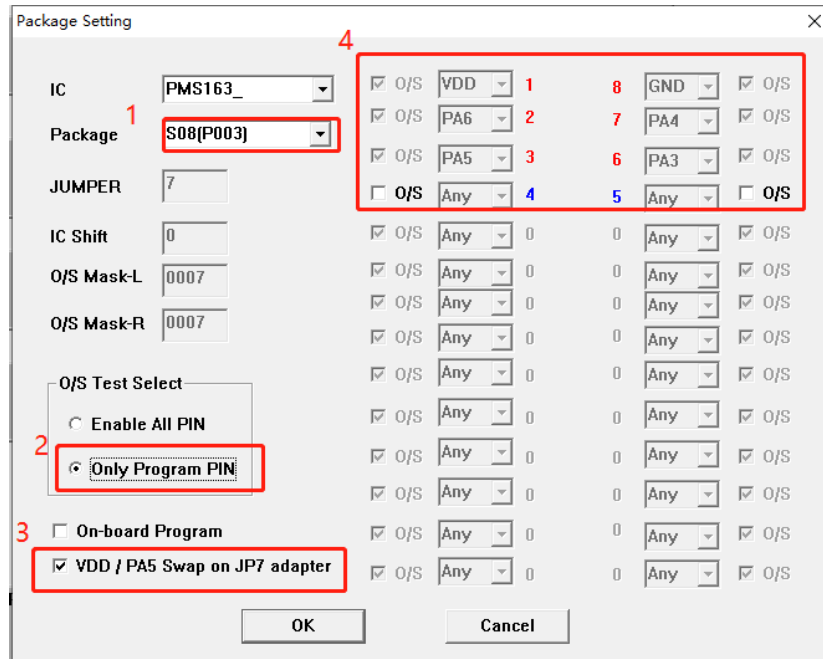 Package Setting
4
IC PMS163_
1
Package S08(P003)
JUMPER 7
IC Shift 0
O/S Mask-L 0007
O/S Mask-R 0007
O/S Test Select
Enable All PIN
2
Only Program PIN
3
On-board Program
VDD / PA5 Swap on JP7 adapter
O/S VDD 1 8 GND O/S
O/S PA6 2 7 PA4 O/S
O/S PA5 3 6 PA3 O/S
O/S Any 4 5 Any O/S
O/S Any 0 0 Any O/S
O/S Any 0 0 Any O/S
O/S Any 0 0 Any O/S
O/S Any 0 0 Any O/S
O/S Any 0 0 Any O/S
O/S Any 0 0 Any O/S
O/S Any 0 0 Any O/S
O/S Any 0 0 Any O/S
O/S Any 0 0 Any O/S
O/S Any 0 0 Any O/S
OK Cancel